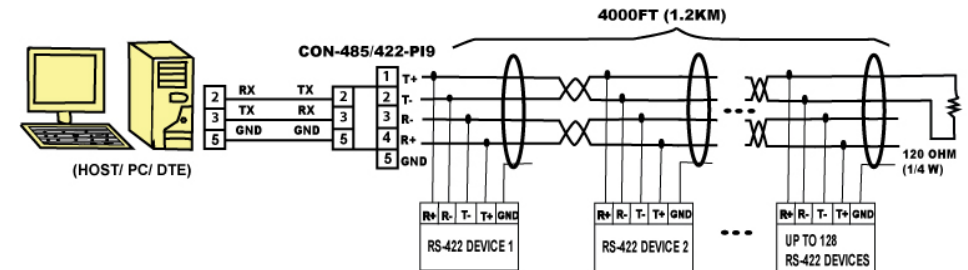 4000FT (1.2KM)
CON-485/422-PI9
2 RX TX 2
3 TX RX 3
5 GND GND 5
1 T+
2 T-
3 R-
4 R+
5 GND
(HOST/ PC/ DTE)
120 OHM
(1/4 W)
R+ R- T- T+ GND
RS-422 DEVICE 1
R+ R- T- T+ GND
RS-422 DEVICE 2
R+ R- T- T+ GND
UP TO 128
RS-422 DEVICES